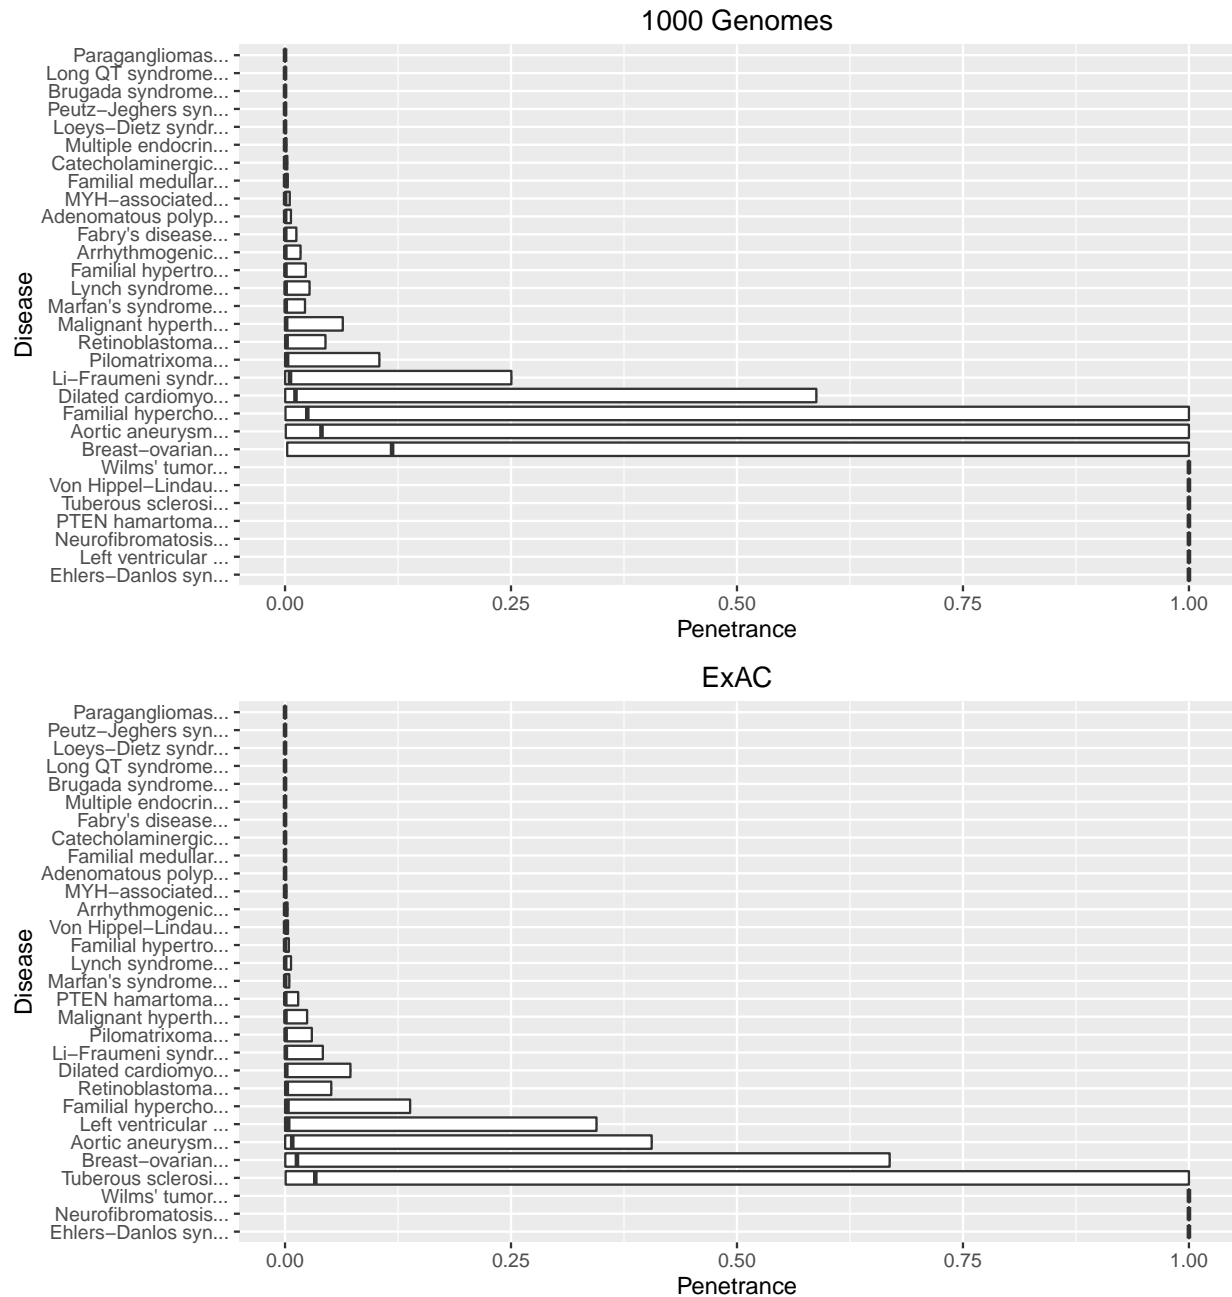 1000 Genomes
Disease
Paragangliomas...
Long QT syndrome...
Brugada syndrome...
Peutz−Jeghers syn...
Loeys−Dietz syndr...
Multiple endocrin...
Catecholaminergic...
Familial medullar...
MYH−associated...
Adenomatous polyp...
Fabry's disease...
Arrhythmogenic...
Familial hypertro...
Lynch syndrome...
Marfan's syndrome...
Malignant hyperth...
Retinoblastoma...
Pilomatrixoma...
Li−Fraumeni syndr...
Dilated cardiomyo...
Familial hypercho...
Aortic aneurysm...
Breast−ovarian...
Wilms' tumor...
Von Hippel−Lindau...
Tuberous sclerosi...
PTEN hamartoma...
Neurofibromatosis...
Left ventricular ...
Ehlers−Danlos syn...
0.00 0.25 0.50 0.75 1.00
Penetrance
ExAC
Disease
Paragangliomas...
Peutz−Jeghers syn...
Loeys−Dietz syndr...
Long QT syndrome...
Brugada syndrome...
Multiple endocrin...
Fabry's disease...
Catecholaminergic...
Familial medullar...
Adenomatous polyp...
MYH−associated...
Arrhythmogenic...
Von Hippel−Lindau...
Familial hypertro...
Lynch syndrome...
Marfan's syndrome...
PTEN hamartoma...
Malignant hyperth...
Pilomatrixoma...
Li−Fraumeni syndr...
Dilated cardiomyo...
Retinoblastoma...
Familial hypercho...
Left ventricular ...
Aortic aneurysm...
Breast−ovarian...
Tuberous sclerosi...
Wilms' tumor...
Neurofibromatosis...
Ehlers−Danlos syn...
0.00 0.25 0.50 0.75 1.00
Penetrance